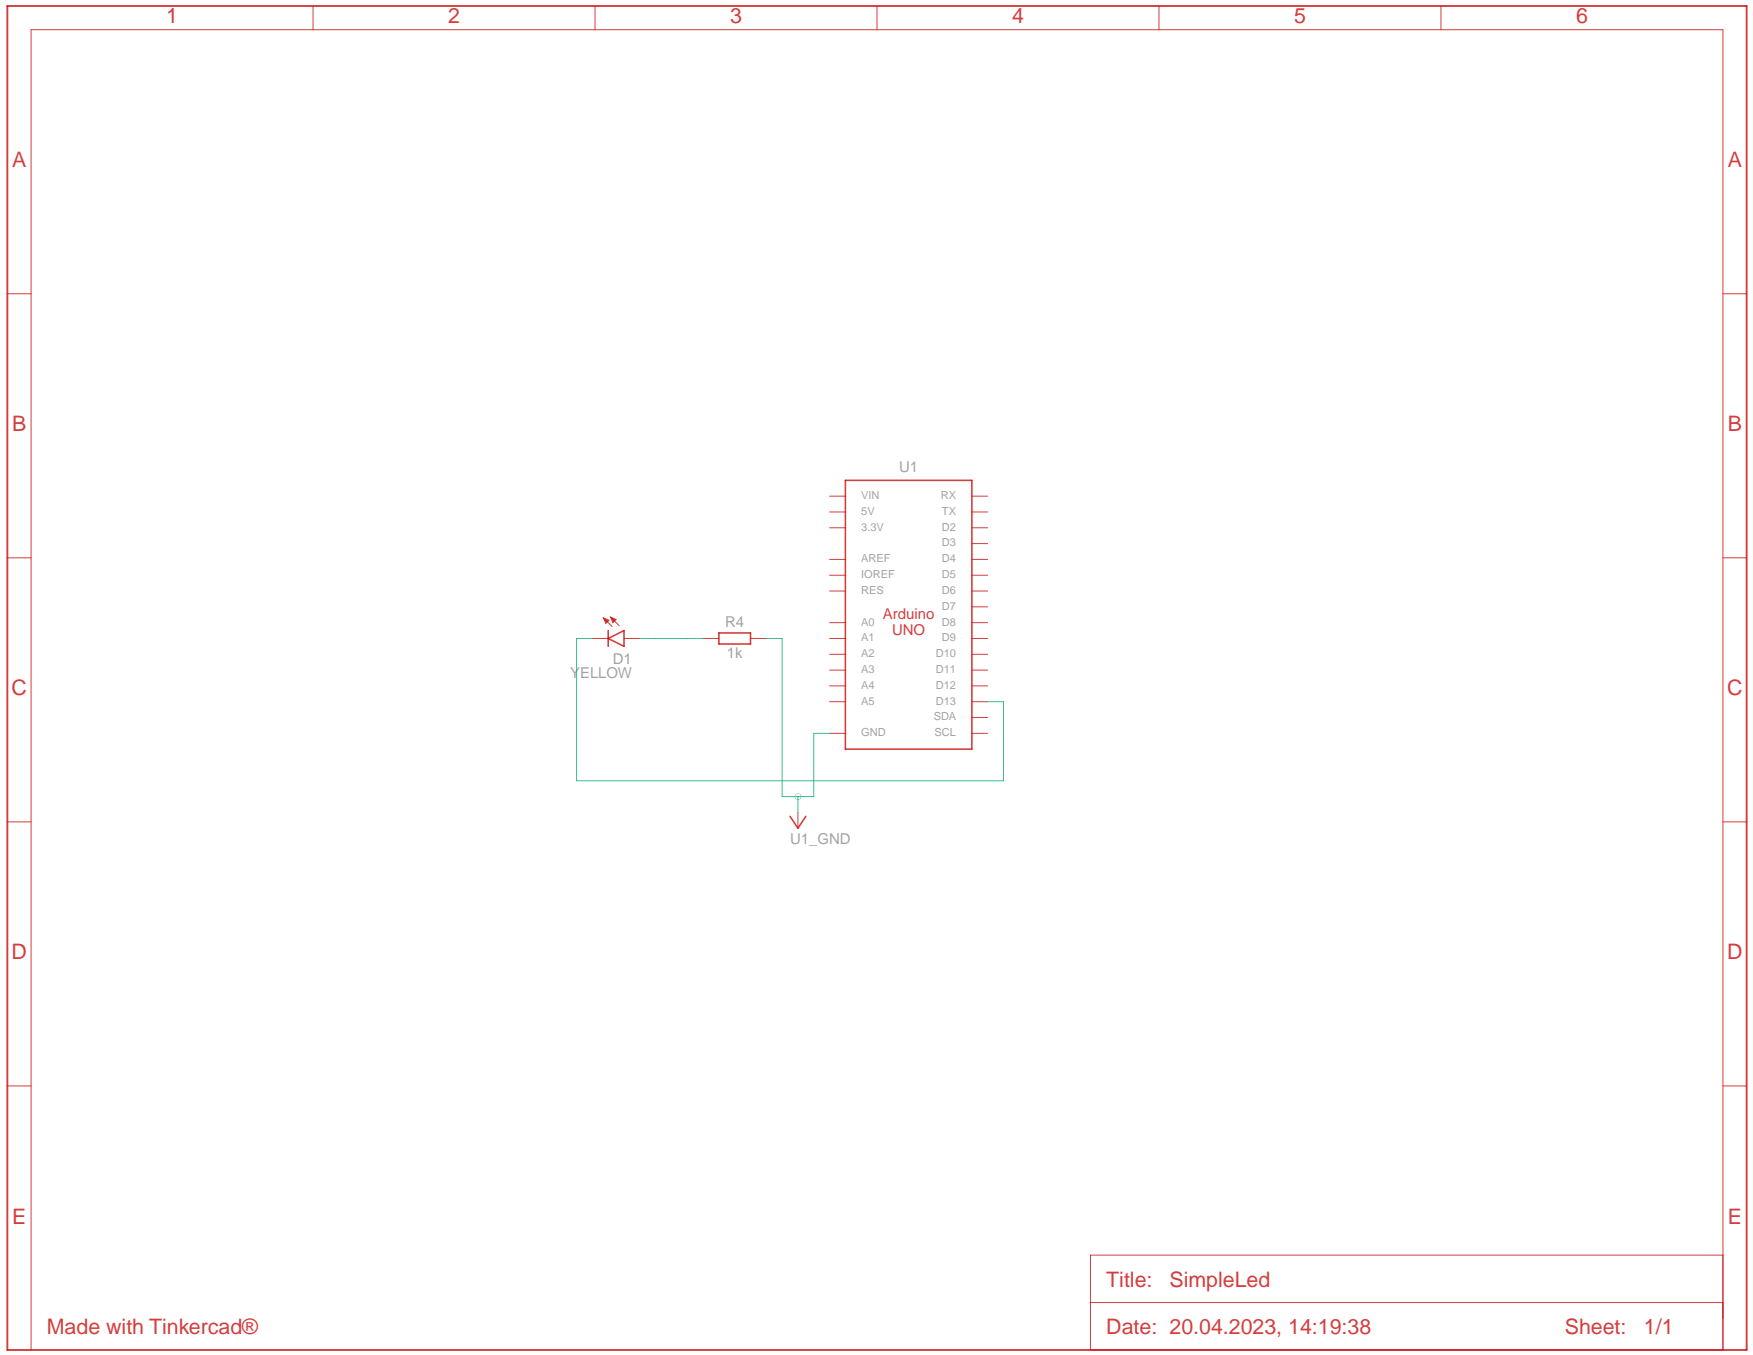 1 2 3 4 5 6
A A
B B
U1
VIN RX
5V TX
3.3V D2
D3
AREF D4
IOREF D5
RES D6
D7
Arduino
A0 D8
UNO
A1 D9
A2 D10
A3 D11
A4 D12
A5 D13
SDA
GND SCL
R4
1k
D1
YELLOW
C C
U1_GND
D D
E E
Title: SimpleLed
Made with Tinkercad®
Date: 20.04.2023, 14:19:38 Sheet: 1/1